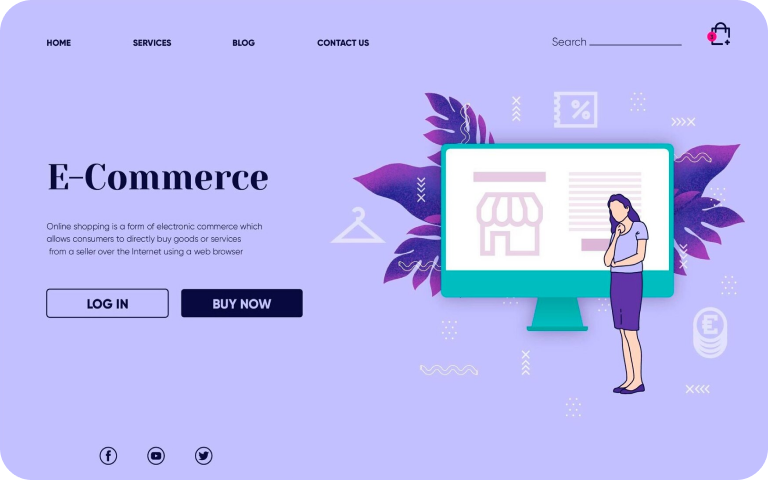 HOME SERVICES BLOG CONTACT US Search
E-Commerce
Online shopping is a form of electronic commerce which
allows consumers to directly buy goods or services
from a seller over the Internet using a web browser
LOG IN BUY NOW